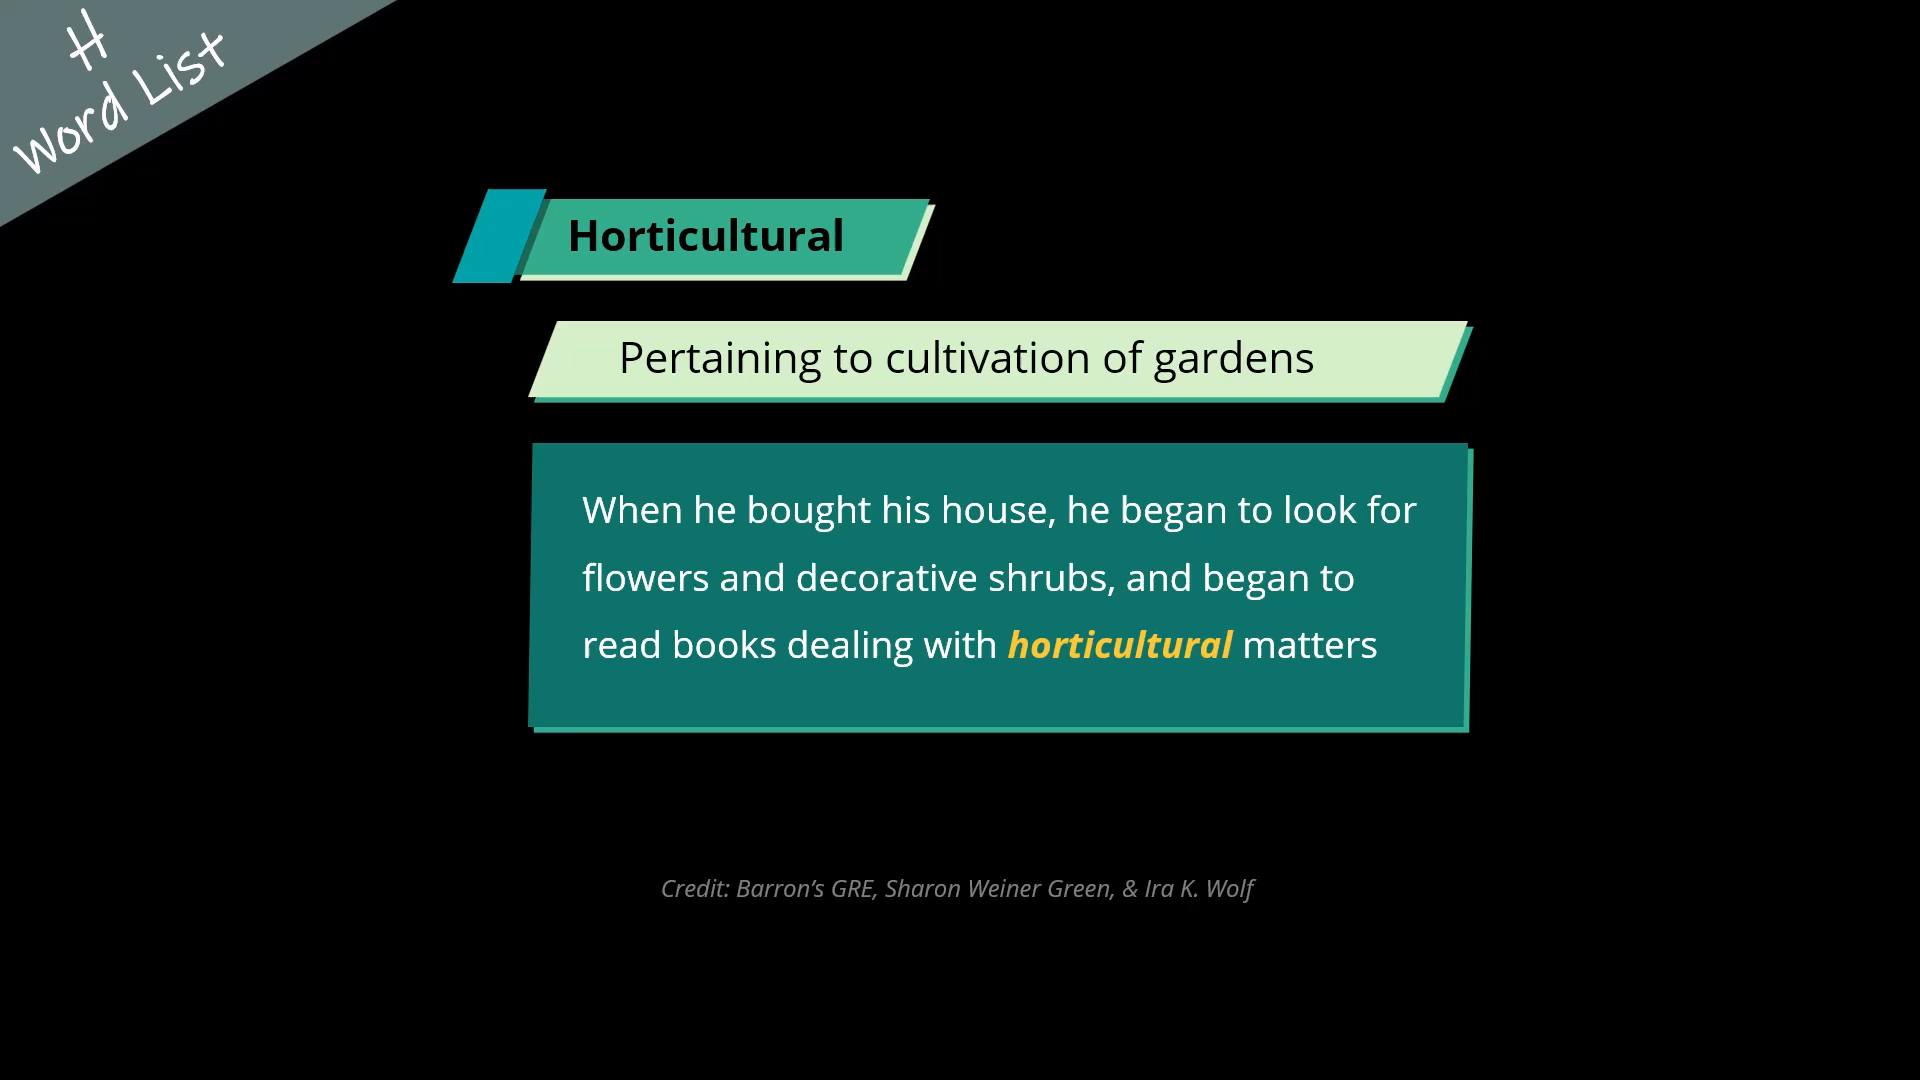 H
Word List
Horticultural
Pertaining to cultivation of gardens
When he bought his house, he began to look for
flowers and decorative shrubs, and began to
read books dealing with horticultural matters
Credit: Barron’s GRE, Sharon Weiner Green, & Ira K. Wolf